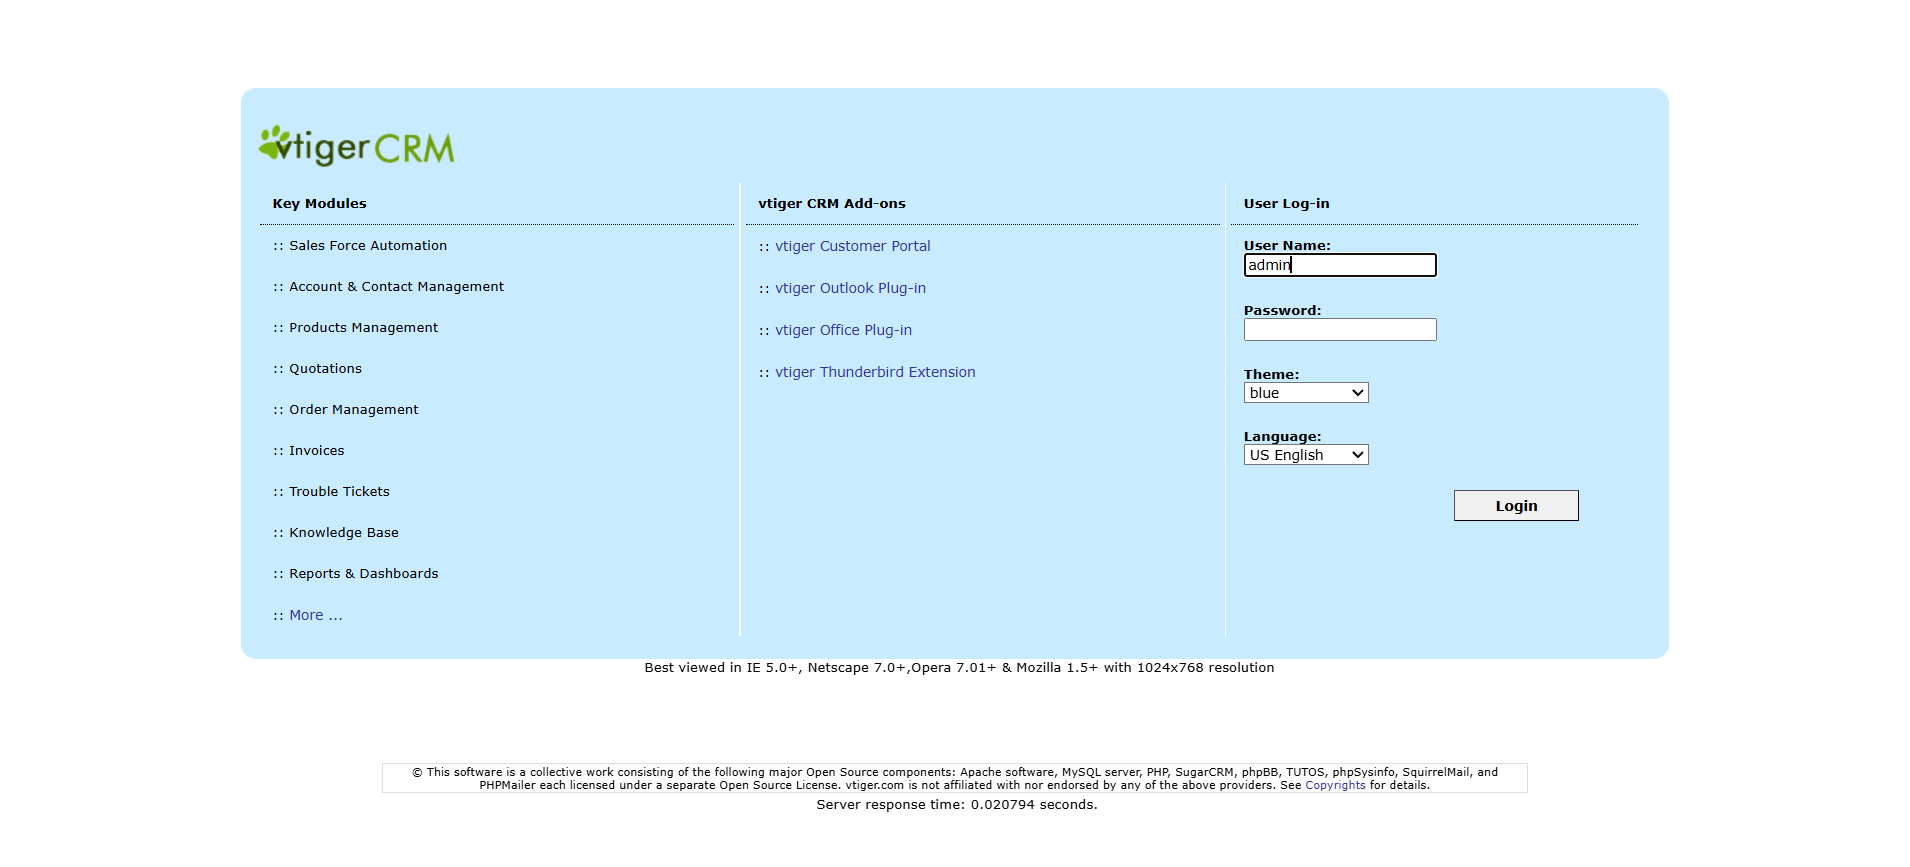 vtiger CRM
Key Modules
:: Sales Force Automation
:: Account & Contact Management
:: Products Management
:: Quotations
:: Order Management
:: Invoices
:: Trouble Tickets
:: Knowledge Base
:: Reports & Dashboards
:: More ...
vtiger CRM Add-ons
:: vtiger Customer Portal
:: vtiger Outlook Plug-in
:: vtiger Office Plug-in
:: vtiger Thunderbird Extension
User Log-in
User Name:
admin
Password:
Theme:
blue
Language:
US English
Login
Best viewed in IE 5.0+, Netscape 7.0+,Opera 7.01+ & Mozilla 1.5+ with 1024x768 resolution
© This software is a collective work consisting of the following major Open Source components: Apache software, MySQL server, PHP, SugarCRM, phpBB, TUTOS, phpSysinfo, SquirrelMail, and
PHPMailer each licensed under a separate Open Source License. vtiger.com is not affiliated with nor endorsed by any of the above providers. See Copyrights for details.
Server response time: 0.020794 seconds.